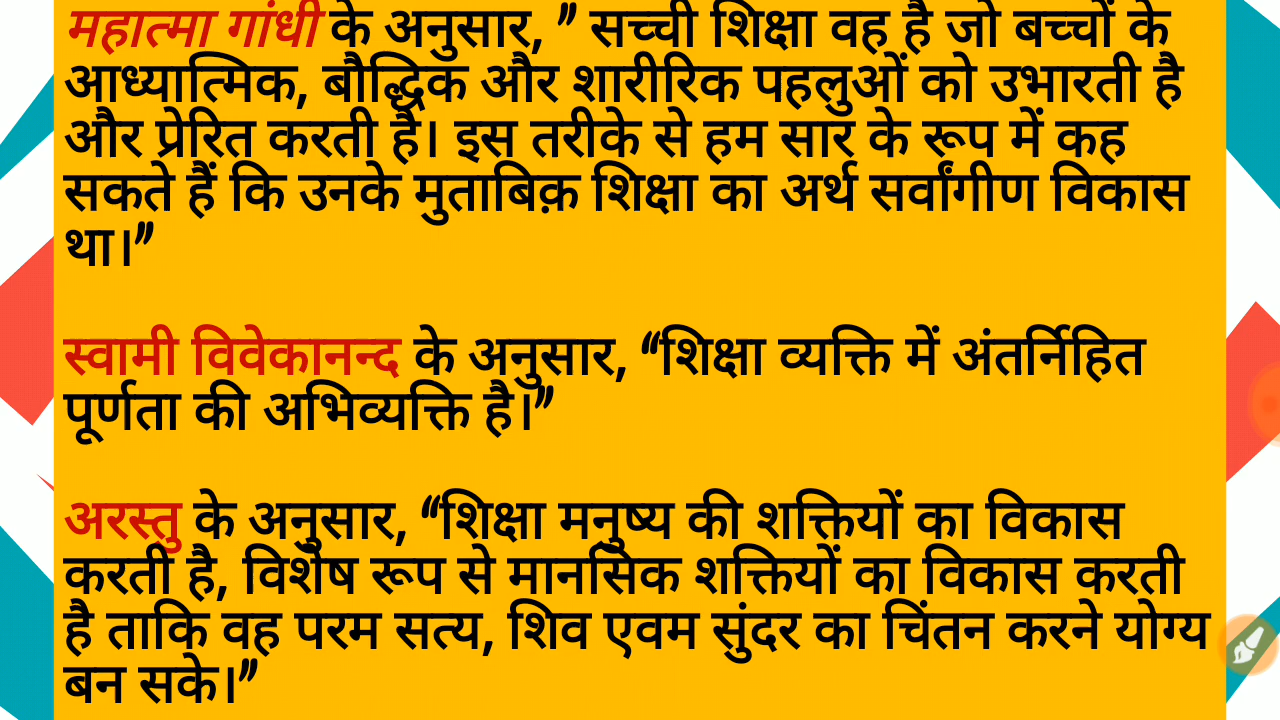 महात्मा गांधी के अनुसार, ” सच्ची शिक्षा वह है जो बच्चों के
आध्यात्मिक, बौद्धिक और शारीरिक पहलुओं को उभारती है
और प्रेरित करती है। इस तरीके से हम सार के रूप में कह
सकते हैं कि उनके मुताबिक़ शिक्षा का अर्थ सर्वांगीण विकास
था।”
स्वामी विवेकानन्द के अनुसार, “शिक्षा व्यक्ति में अंतर्निहित
पूर्णता की अभिव्यक्ति है।”
अरस्तु के अनुसार, “शिक्षा मनुष्य की शक्तियों का विकास
करती है, विशेष रूप से मानसिक शक्तियों का विकास करती
है ताकि वह परम सत्य, शिव एवम सुंदर का चिंतन करने योग्य
बन सके।”